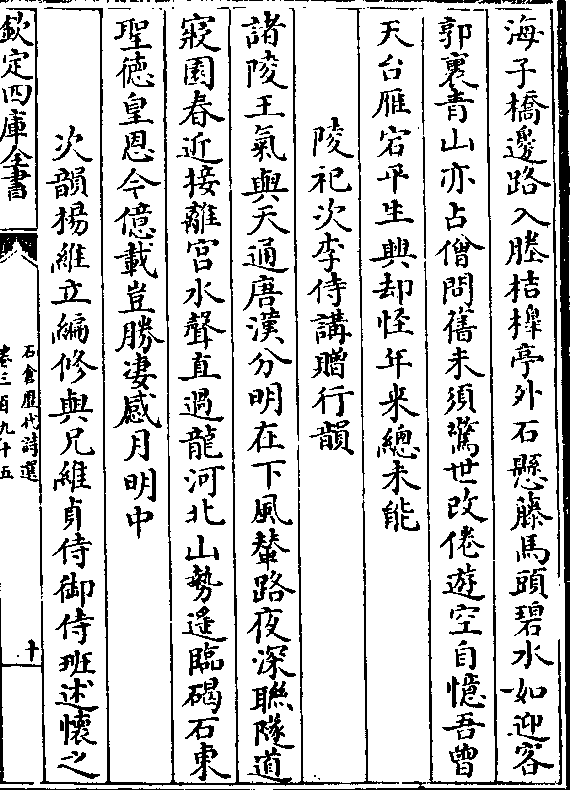 海子橋邊路入塍桔槔亭外石懸藤馬頭碧水如迎客
郭裏青山亦占僧問舊未須驚世改倦遊空自憶吾曽
天台雁宕平生興却怪年来總未能
陵祀次李侍講贈行韻
諸陵王氣與天通唐漢分明在下風輦路夜深聯隧道
寢園春近接離宮水聲直過龍河北山勢遥臨碣石東
聖徳皇恩今億載豈勝凄感月明中
次韻楊維立編修與兄維貞侍御侍班述懷之
欽定四庫全書
石倉歷代詩選
卷三百九十五
十